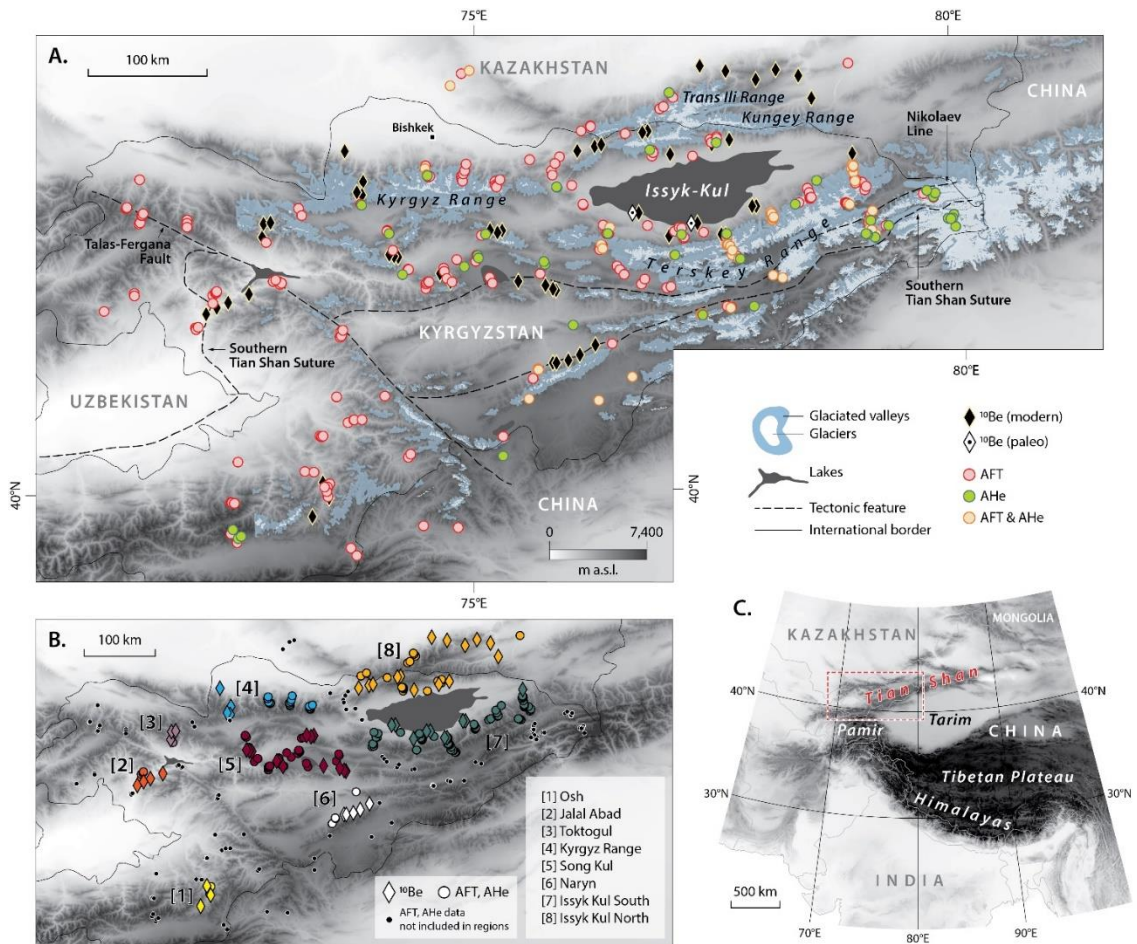 75°E
80°E
A.
100 km
KAZAKHSTAN
CHINA
Trans Ili Range
Kungey Range
Nikolaev
Line
Bishkek
Issyk-Kul
Kyrgyz Range
Talas-Fergana
Fault
Terskey Range
Southern
Tian Shan Suture
KYRGYZSTAN
Southern
Tian Shan Suture
80°E
UZBEKISTAN
Glaciated valleys
Glaciers
Lakes
Tectonic feature
International border
¹⁰Be (modern)
¹⁰Be (paleo)
AFT
AHe
AFT & AHe
40°N
40°N
CHINA
0
7,400
m a.s.l.
75°E
B.
100 km
[8]
[4]
[3]
[7]
[2]
[5]
[6]
[1]
[1] Osh
[2] Jalal Abad
[3] Toktogul
[4] Kyrgyz Range
[5] Song Kul
[6] Naryn
[7] Issyk Kul South
[8] Issyk Kul North
¹⁰Be
AFT, AHe
AFT, AHe data
not included in regions
C.
MONGOLIA
KAZAKHSTAN
40°N
Tian Shan
40°N
Tarim
Pamir
CHINA
Tibetan Plateau
30°N
Himalayas
30°N
INDIA
500 km
70°E
80°E
90°E